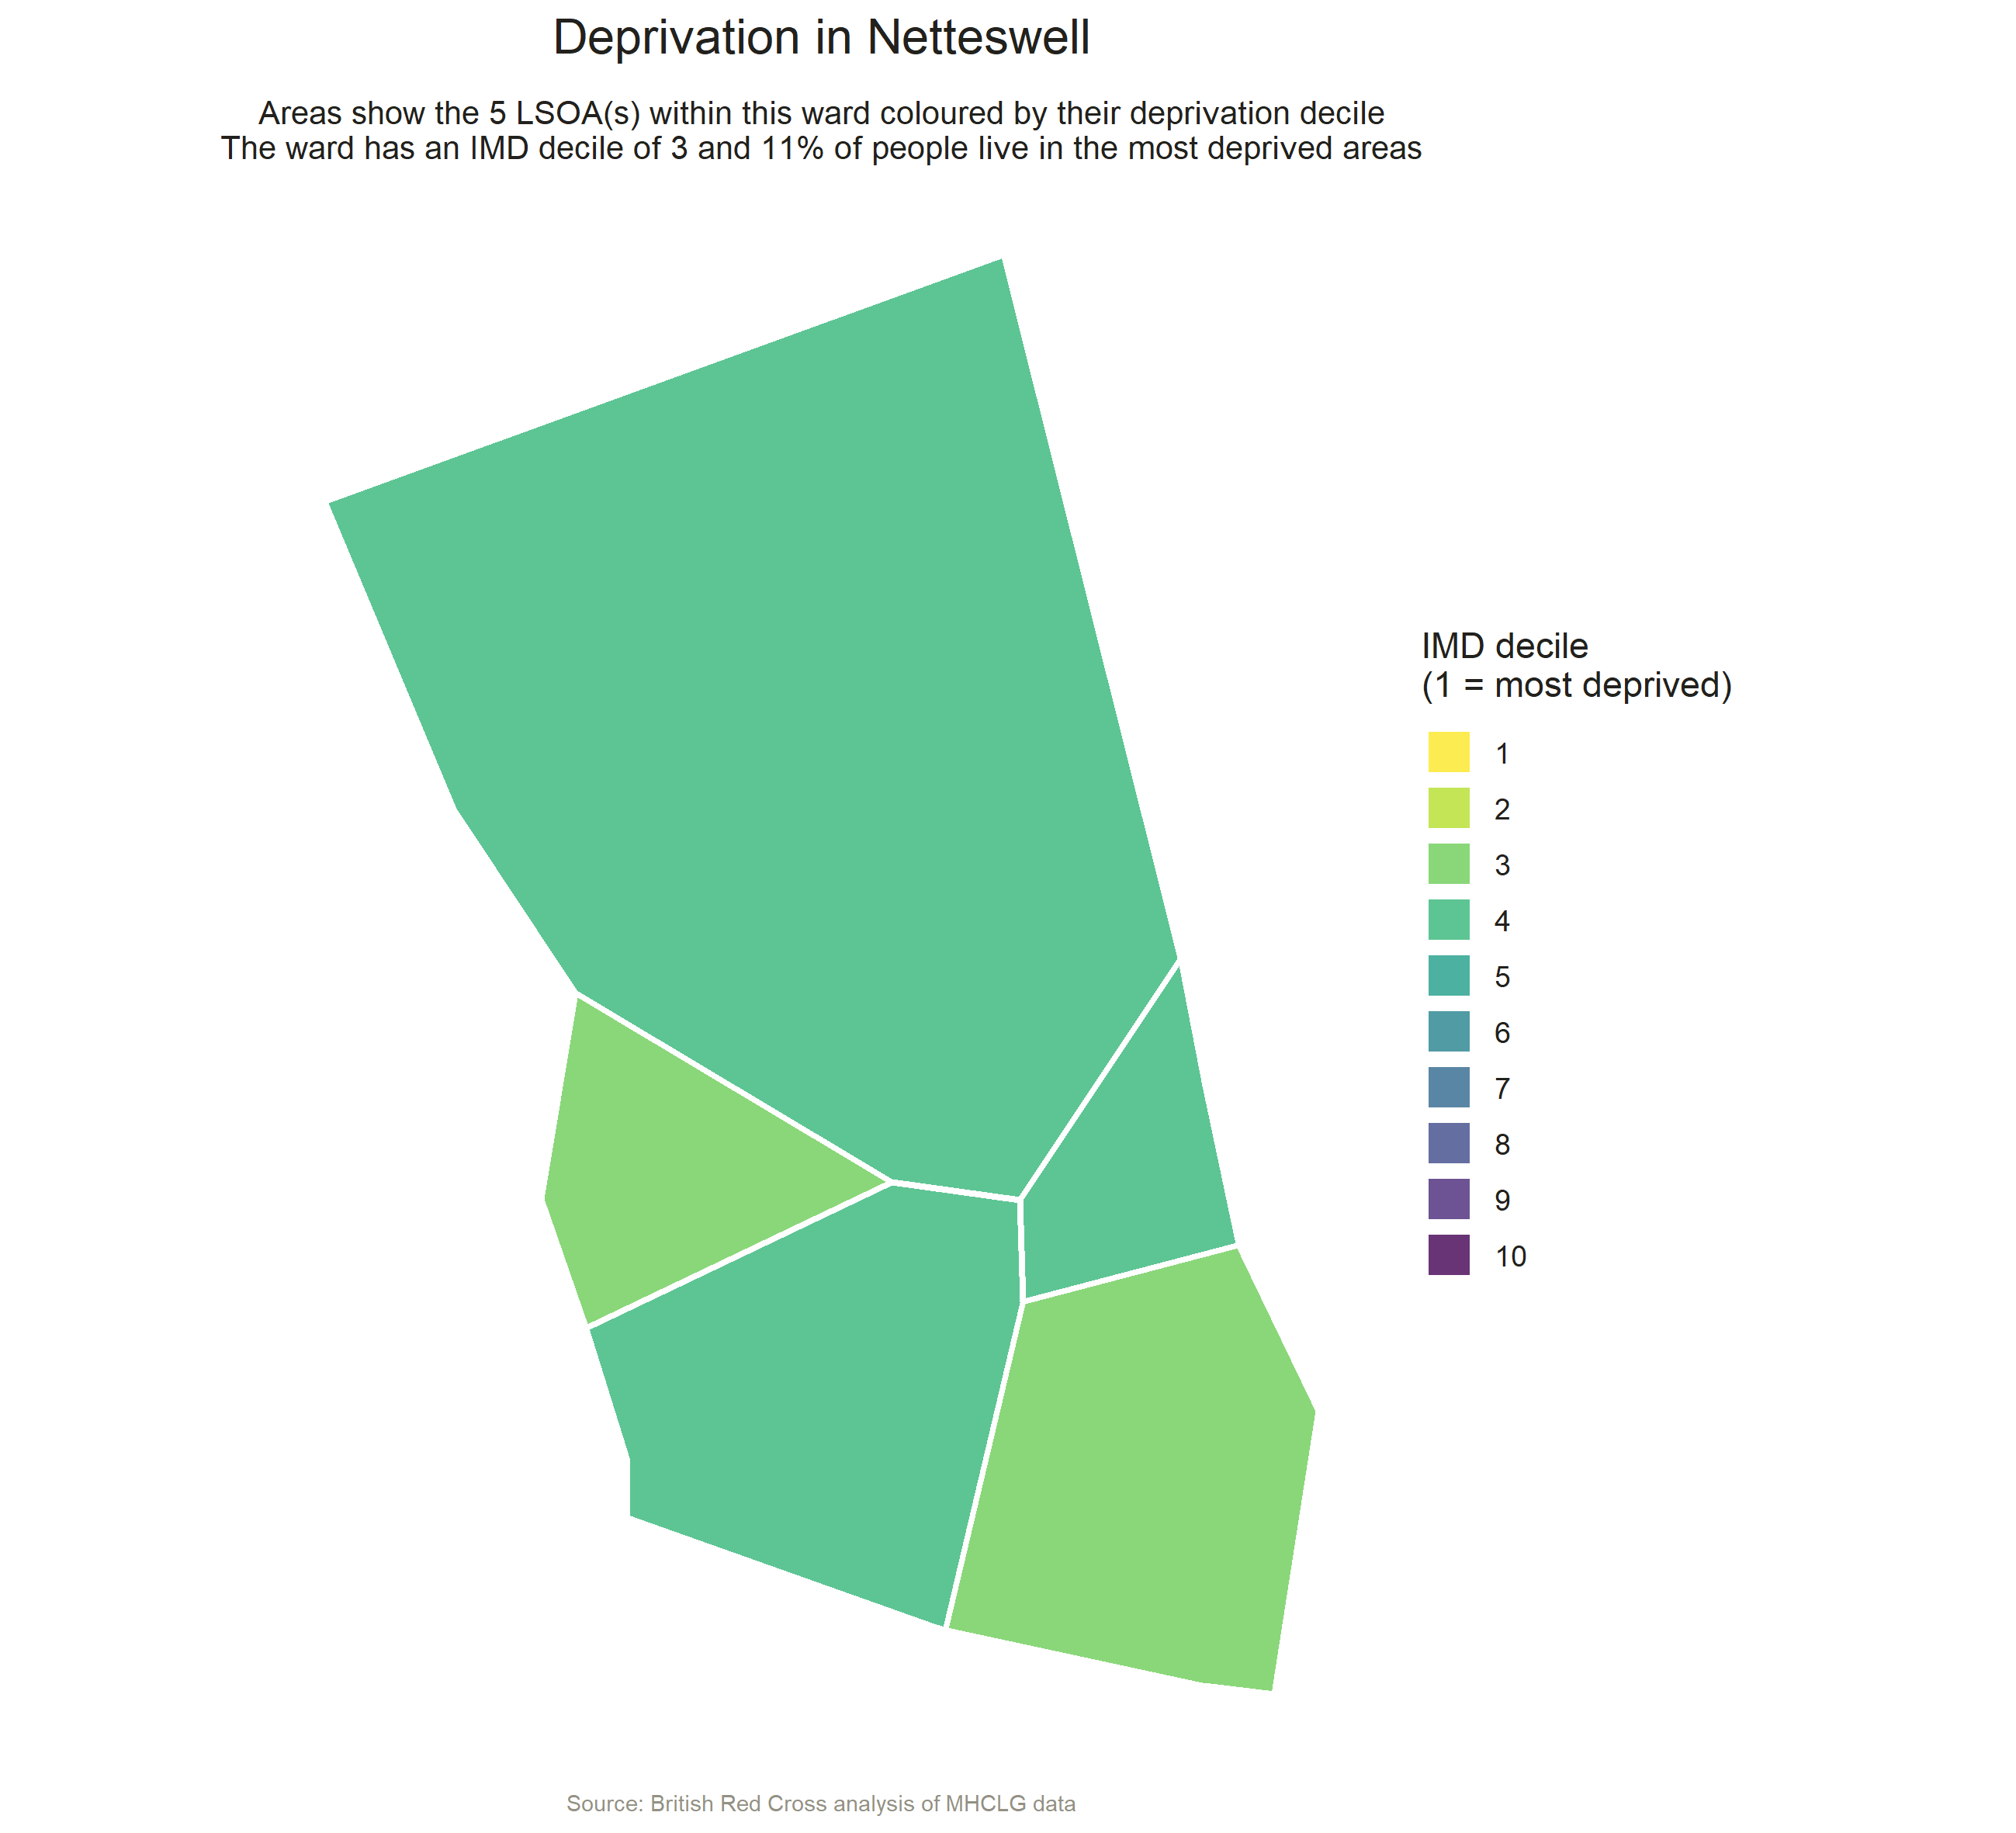 Deprivation in Netteswell
Areas show the 5 LSOA(s) within this ward coloured by their deprivation decile
The ward has an IMD decile of 3 and 11% of people live in the most deprived areas
IMD decile
(1 = most deprived)
1
2
3
4
5
6
7
8
9
10
Source: British Red Cross analysis of MHCLG data